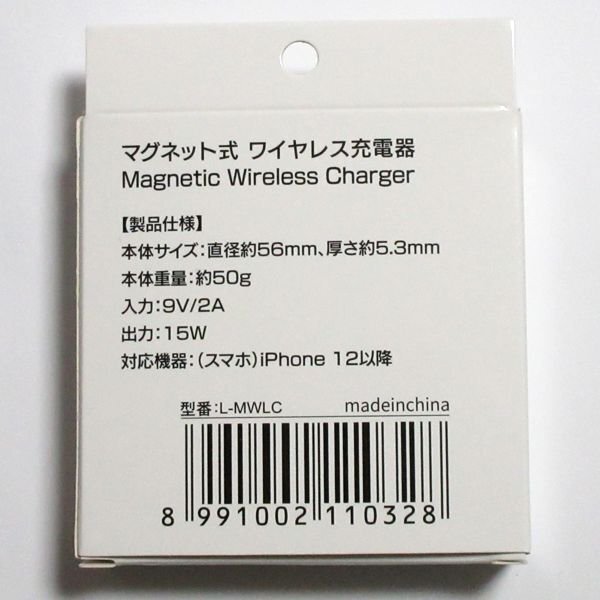 マグネット式 ワイヤレス充電器
Magnetic Wireless Charger
【製品仕様】
本体サイズ:直径約56mm、厚さ約5.3mm
本体重量:約50g
入力:9V/2A
出力:15W
対応機器:(スマホ)iPhone 12以降
型番:L-MWLC madeinchina
8 991002 110328